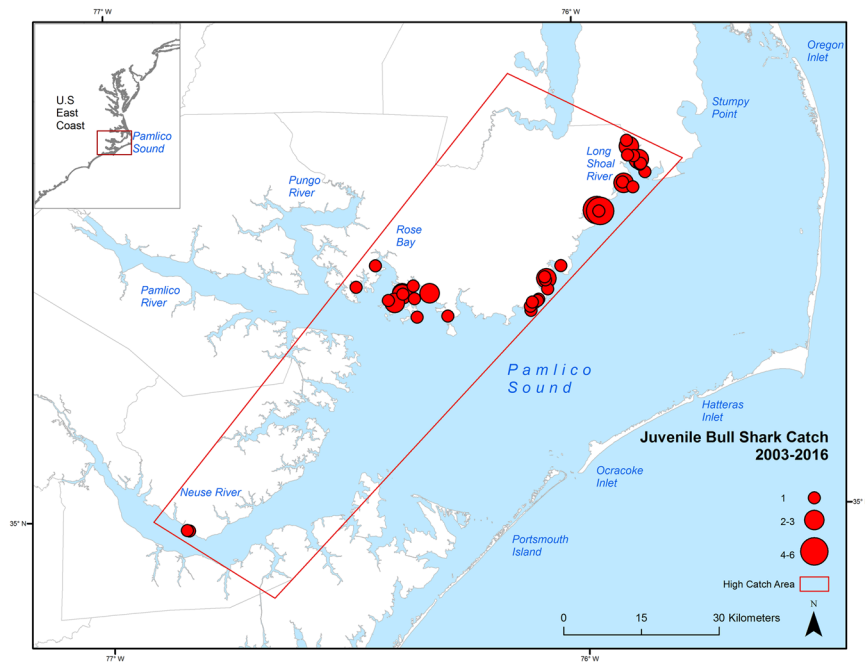 77° W
76° W
U.S
East
Coast
Pamlico
Sound
Oregon
Inlet
Stumpy
Point
Long
Shoal
River
Pungo
River
Rose
Bay
Pamlico
River
Pamlico
Sound
Hatteras
Inlet
Juvenile Bull Shark Catch
2003-2016
Ocracoke
Inlet
Neuse River
1
35° N
35° N
2-3
Portsmouth
Island
4-6
High Catch Area
N
0
15
30 Kilometers
77° W
76° W